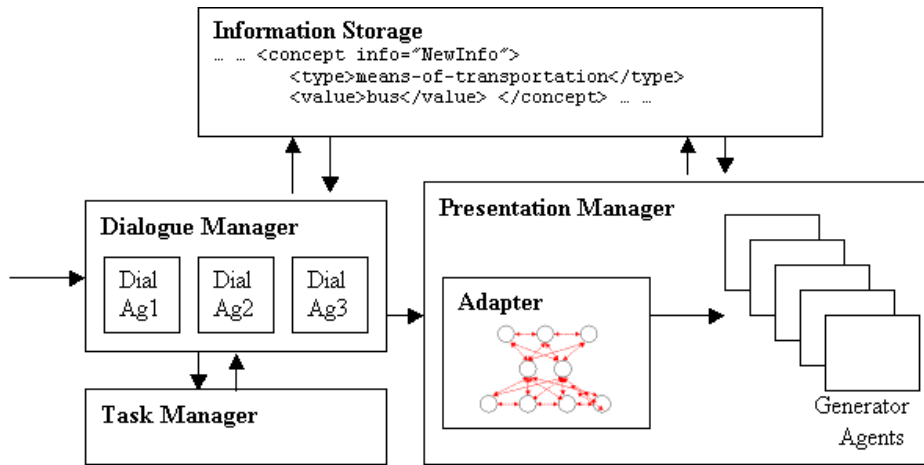 Information Storage
… … <concept info="NewInfo">
<type>means-of-transportation</type>
<value>bus</value> </concept> … …
Dialogue Manager
Dial Ag1
Dial Ag2
Dial Ag3
Task Manager
Presentation Manager
Adapter
Generator
Agents